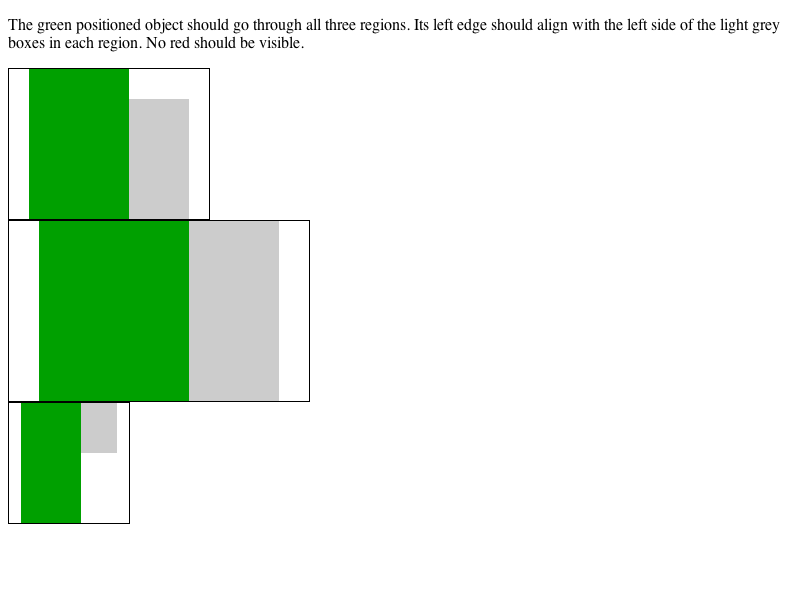 The green positioned object should go through all three regions. Its left edge should align with the left side of the light grey
boxes in each region. No red should be visible.